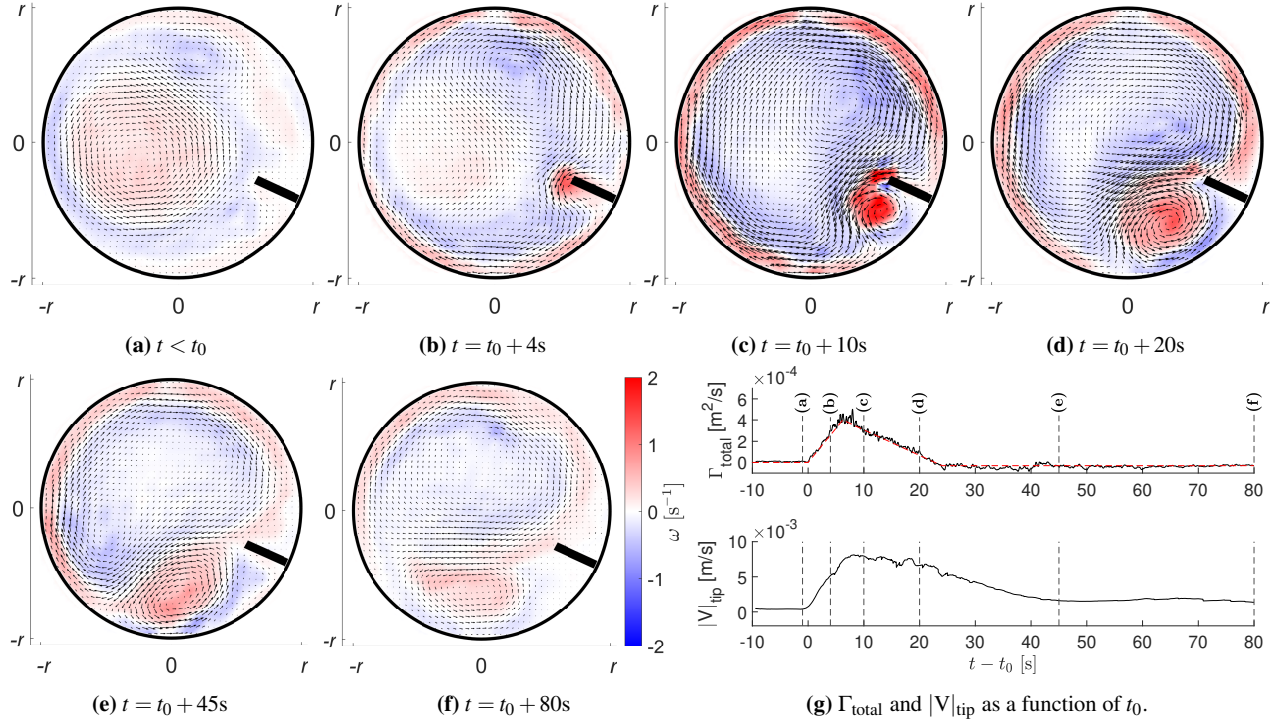 r
0
-r
-r 0 r
(a) t < t₀
r
0
-r
-r 0 r
(b) t = t₀ + 4s
r
0
-r
-r 0 r
(c) t = t₀ + 10s
r
0
-r
-r 0 r
(d) t = t₀ + 20s
r
0
-r
-r 0 r
(e) t = t₀ + 45s
r
0
-r
-r 0 r
(f) t = t₀ + 80s
2
1
0
-1
-2
ω [s⁻¹]
×10⁻⁴
6
4
2
0
Γtotal [m²/s]
(a) (b) (c) (d) (e) (f)
-10 0 10 20 30 40 50 60 70 80
×10⁻³
10
5
0
|V|tip [m/s]
-10 0 10 20 30 40 50 60 70 80
t − t₀ [s]
(g) Γtotal and |V|tip as a function of t₀.